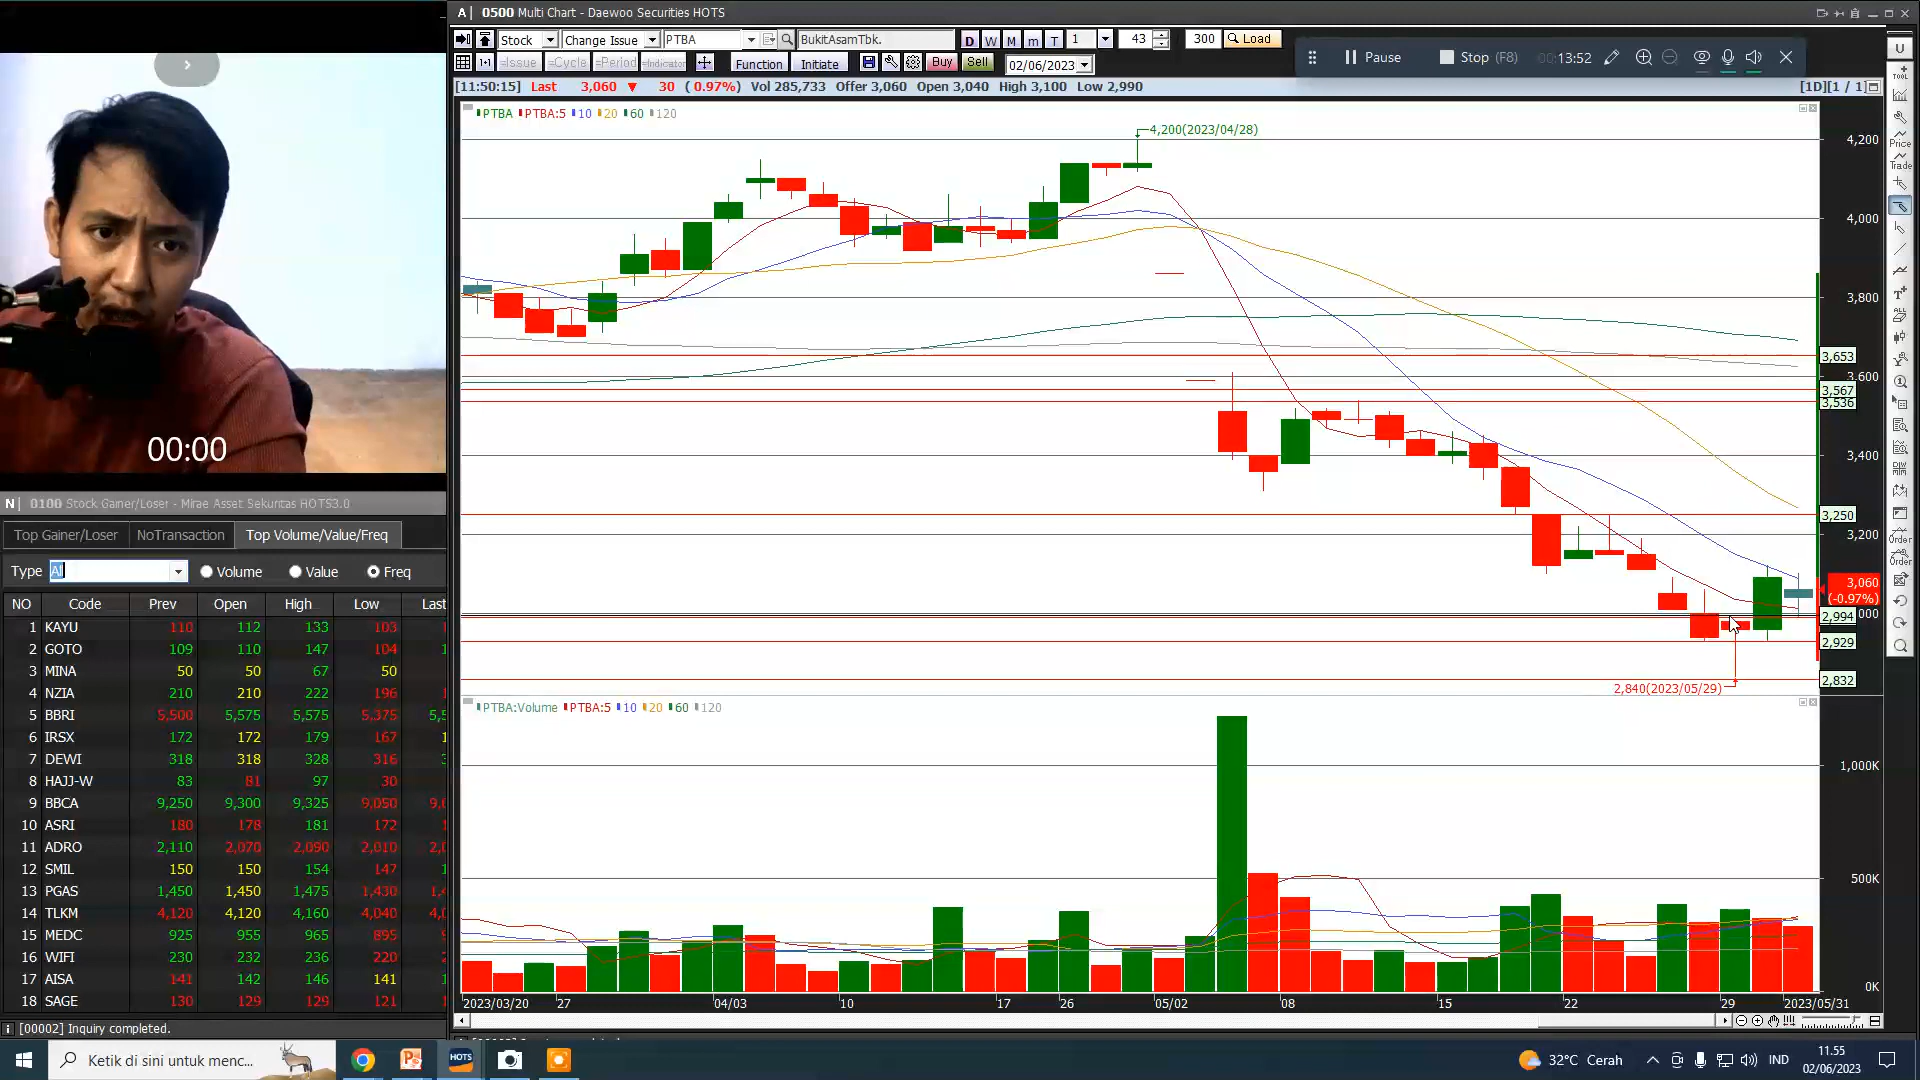 A| 0500 Multi Chart - Daewoo Securities HOTS
Stock Change Issue PTBA BukitAsamTbk. D W M m T 1 43 300 Load
=Issue =Cycle =Period =Indicator Function Initiate Buy Sell 02/06/2023
Pause Stop (F8) 00:13:52
[11:50:15] Last 3,060 ▼ 30 ( 0.97%) Vol 285,733 Offer 3,060 Open 3,040 High 3,100 Low 2,990 [1D][1 / 1]
PTBA PTBA:5 10 20 60 120
4,200(2023/04/28)
4,200
4,000
3,800
3,653
3,600
3,567
3,536
3,400
3,250
3,200
3,060
(-0.97%)
000
2,994
2,929
2,832
2,840(2023/05/29)
PTBA:Volume PTBA:5 10 20 60 120
1,000K
500K
0K
2023/03/20 27 04/03 10 17 26 05/02 08 15 22 29 2023/05/31
U
TOOL
Price
Trade
ALL
DIW
Order
Order
00:00
N| 0100 Stock Gainer/Loser - Mirae Asset Sekuritas HOTS3.0
Top Gainer/Loser NoTransaction Top Volume/Value/Freq
Type All Volume Value Freq
NO Code Prev Open High Low Last
1 KAYU 110 112 133 103
2 GOTO 109 110 147 104
3 MINA 50 50 67 50
4 NZIA 210 210 222 196
5 BBRI 5,500 5,575 5,575 5,375 5,5
6 IRSX 172 172 179 167
7 DEWI 318 318 328 316
8 HAJJ-W 83 81 97 30
9 BBCA 9,250 9,300 9,325 9,050
10 ASRI 180 178 181 172
11 ADRO 2,110 2,070 2,090 2,010
12 SMIL 150 150 154 147
13 PGAS 1,450 1,450 1,475 1,430
14 TLKM 4,120 4,120 4,160 4,040
15 MEDC 925 955 965 895
16 WIFI 230 232 236 220
17 AISA 141 142 146 141
18 SAGE 130 129 129 121
[00002] Inquiry completed.
Ketik di sini untuk menc...
HOTS
32°C Cerah
IND
11.55
02/06/2023